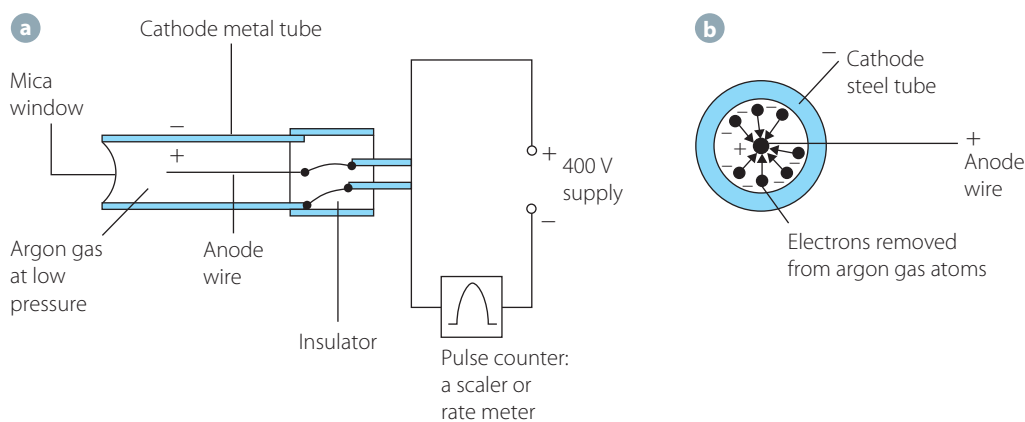 a
Cathode metal tube
Mica
window
−
+
+
400 V
supply
−
Argon gas
at low
pressure
Anode
wire
Insulator
Pulse counter:
a scaler or
rate meter
b
− Cathode
steel tube
− − −
− −
+
− −
− −
+
Anode
wire
Electrons removed
from argon gas atoms